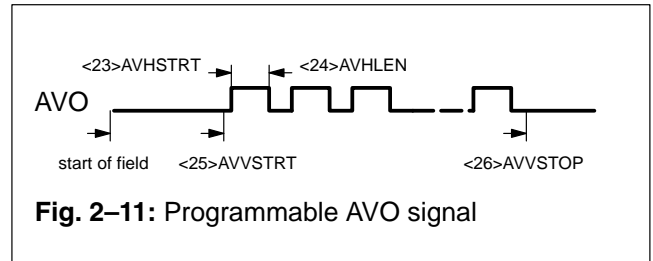 <23>AVHSTRT <24>AVHLEN
AVO
start of field <25>AVVSTRT <26>AVVSTOP
Fig. 2–11: Programmable AVO signal